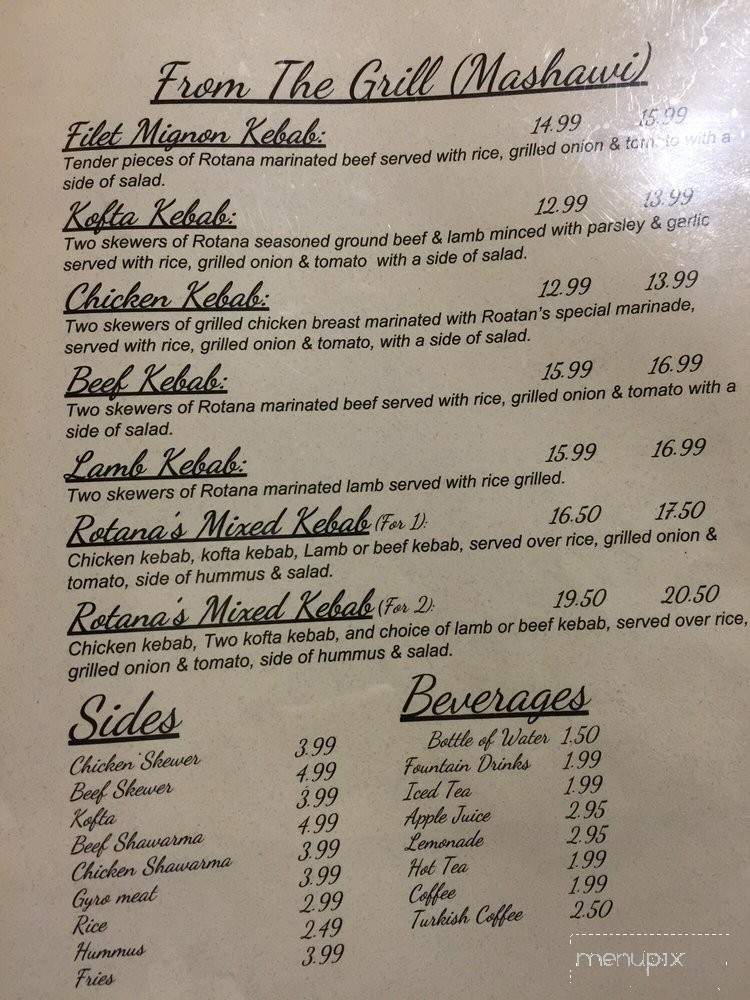 From The Grill (Mashawi)
Filet Mignon Kebab: 14.99 15.99
Tender pieces of Rotana marinated beef served with rice, grilled onion & tomato with a
side of salad.
Kofta Kebab: 12.99 13.99
Two skewers of Rotana seasoned ground beef & lamb minced with parsley & garlic
served with rice, grilled onion & tomato with a side of salad.
Chicken Kebab: 12.99 13.99
Two skewers of grilled chicken breast marinated with Roatan's special marinade,
served with rice, grilled onion & tomato, with a side of salad.
Beef Kebab: 15.99 16.99
Two skewers of Rotana marinated beef served with rice, grilled onion & tomato with a
side of salad.
Lamb Kebab: 15.99 16.99
Two skewers of Rotana marinated lamb served with rice grilled.
Rotana's Mixed Kebab (For 1): 16.50 17.50
Chicken kebab, kofta kebab, Lamb or beef kebab, served over rice, grilled onion &
tomato, side of hummus & salad.
Rotana's Mixed Kebab (For 2): 19.50 20.50
Chicken kebab, Two kofta kebab, and choice of lamb or beef kebab, served over rice,
grilled onion & tomato, side of hummus & salad.
Sides
Chicken Skewer 3.99
Beef Skewer 4.99
Kofta 3.99
Beef Shawarma 4.99
Chicken Shawarma 3.99
Gyro meat 3.99
Rice 2.99
Hummus 2.49
Fries 3.99
Beverages
Bottle of Water 1.50
Fountain Drinks 1.99
Iced Tea 1.99
Apple Juice 2.95
Lemonade 2.95
Hot Tea 1.99
Coffee 1.99
Turkish Coffee 2.50
menupix